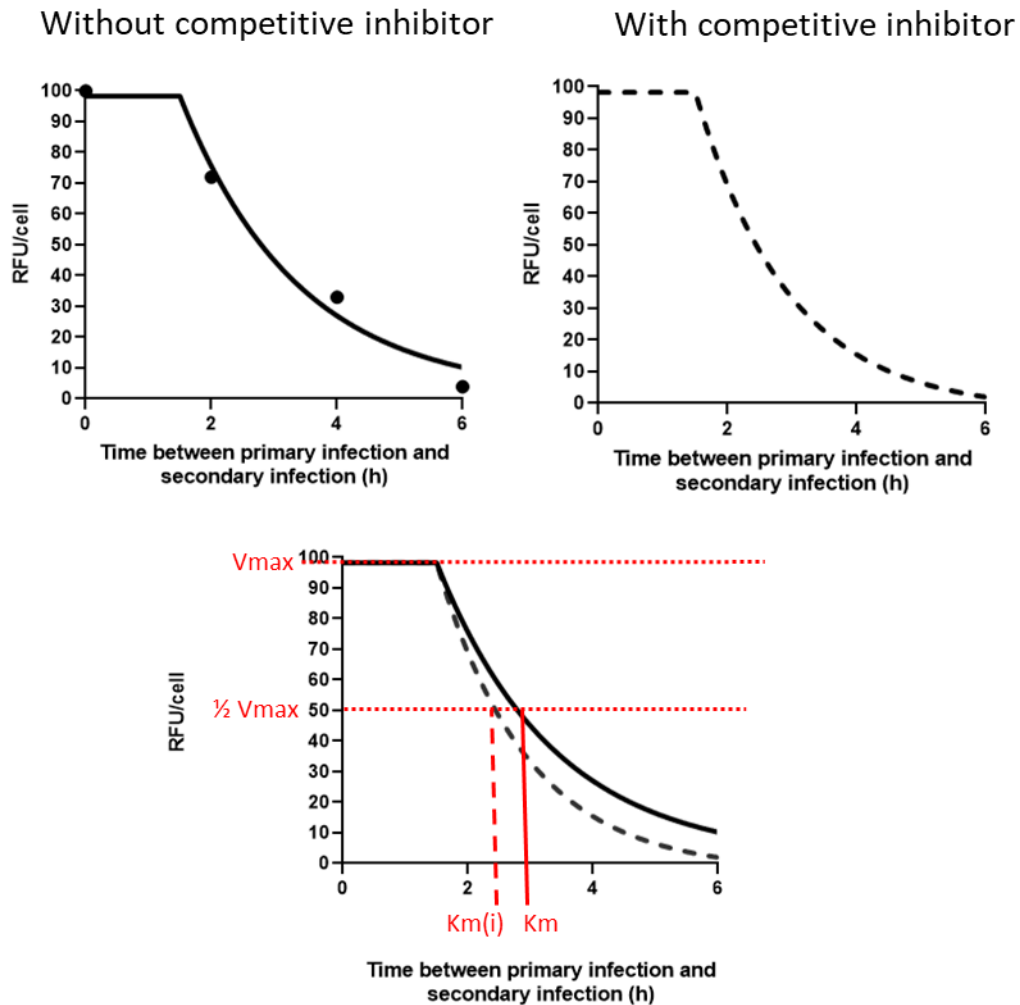 Without competitive inhibitor
With competitive inhibitor
100
90
80
70
60
50
40
30
20
10
0
RFU/cell
0 2 4 6
Time between primary infection and
secondary infection (h)
100
90
80
70
60
50
40
30
20
10
0
RFU/cell
0 2 4 6
Time between primary infection and
secondary infection (h)
Vmax
½ Vmax
100
90
80
70
60
50
40
30
20
10
0
RFU/cell
0 2 4 6
Km(i) Km
Time between primary infection and
secondary infection (h)